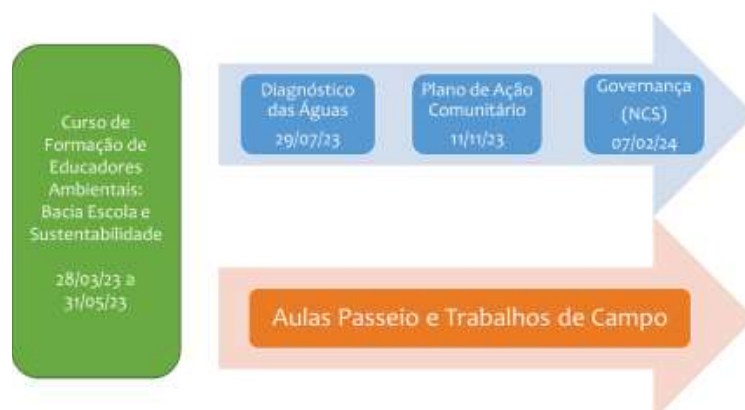 Curso de
Formação de
Educadores
Ambientais:
Bacia Escola e
Sustentabilidade
28/03/23 a
31/05/23
Diagnóstico
das Águas
29/07/23
Plano de Ação
Comunitário
11/11/23
Governança
(NCS)
07/02/24
Aulas Passeio e Trabalhos de Campo